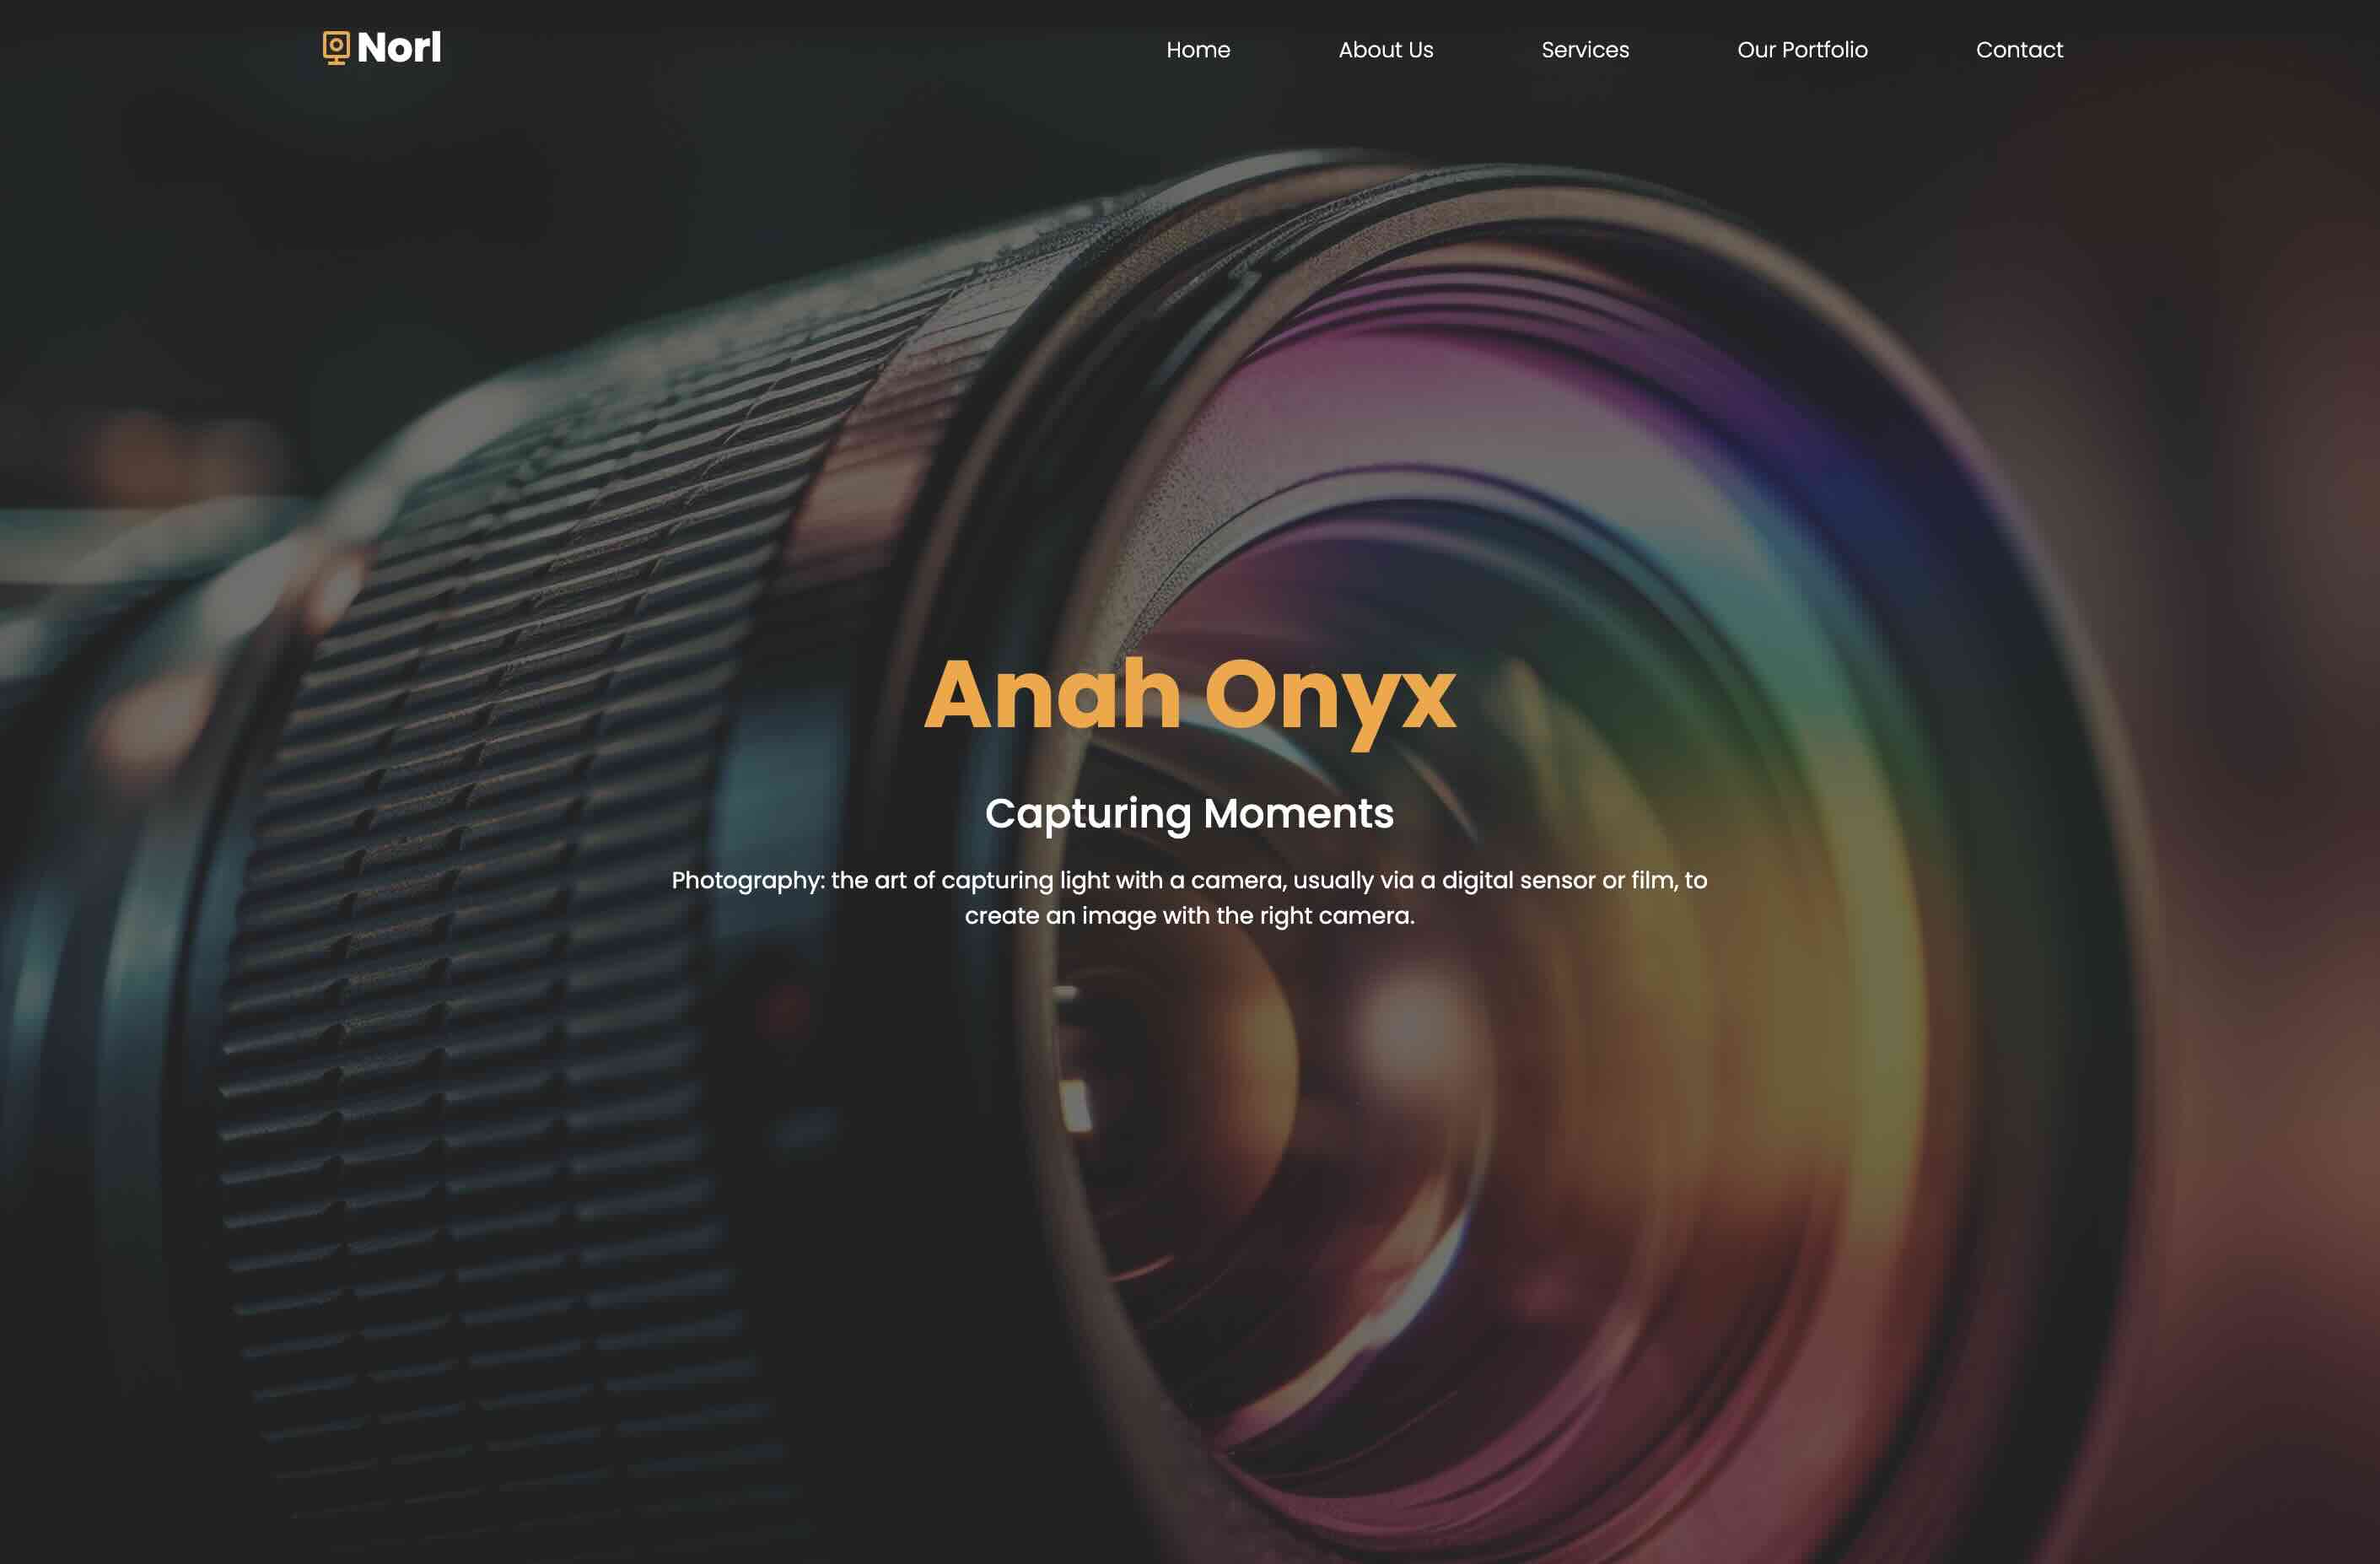 Norl
Home
About Us
Services
Our Portfolio
Contact
Anah Onyx
Capturing Moments
Photography: the art of capturing light with a camera, usually via a digital sensor or film, to
create an image with the right camera.